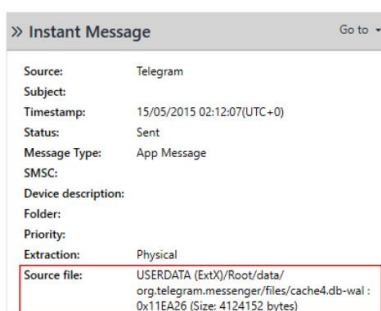 » Instant Message Go to
Source: Telegram
Subject:
Timestamp: 15/05/2015 02:12:07(UTC+0)
Status: Sent
Message Type: App Message
SMSC:
Device description:
Folder:
Priority:
Extraction: Physical
Source file: USERDATA (ExtX)/Root/data/
org.telegram.messenger/files/cache4.db-wal :
0x11EA26 (Size: 4124152 bytes)